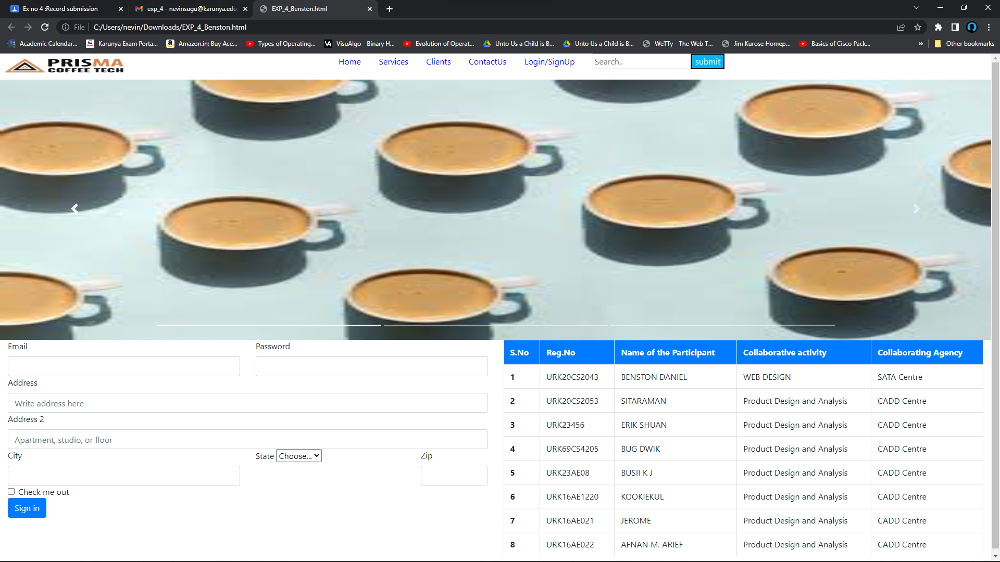 Ex no 4 :Record submission
exp_4 - nevinsugu@karunya.edu.
EXP_4_Benston.html
File C:/Users/nevin/Downloads/EXP_4_Benston.html
Academic Calendar... Karunya Exam Porta... Amazon.in: Buy Ace... Types of Operating... VA VisuAlgo - Binary H... Evolution of Operat... Unto Us a Child is B... Unto Us a Child is B... WeTTy - The Web T... Jim Kurose Homep... Basics of Cisco Pack... » Other bookmarks
PRISMA
COFFEE TECH
Home Services Clients ContactUs Login/SignUp Search.. submit
Email Password
Address
Write address here
Address 2
Apartment, studio, or floor
City State Choose... Zip
Check me out
Sign in
S.No Reg.No Name of the Participant Collaborative activity Collaborating Agency
1 URK20CS2043 BENSTON DANIEL WEB DESIGN SATA Centre
2 URK20CS2053 SITARAMAN Product Design and Analysis CADD Centre
3 URK23456 ERIK SHUAN Product Design and Analysis CADD Centre
4 URK69CS4205 BUG DWIK Product Design and Analysis CADD Centre
5 URK23AE08 BUSII K J Product Design and Analysis CADD Centre
6 URK16AE1220 KOOKIEKUL Product Design and Analysis CADD Centre
7 URK16AE021 JEROME Product Design and Analysis CADD Centre
8 URK16AE022 AFNAN M. ARIEF Product Design and Analysis CADD Centre